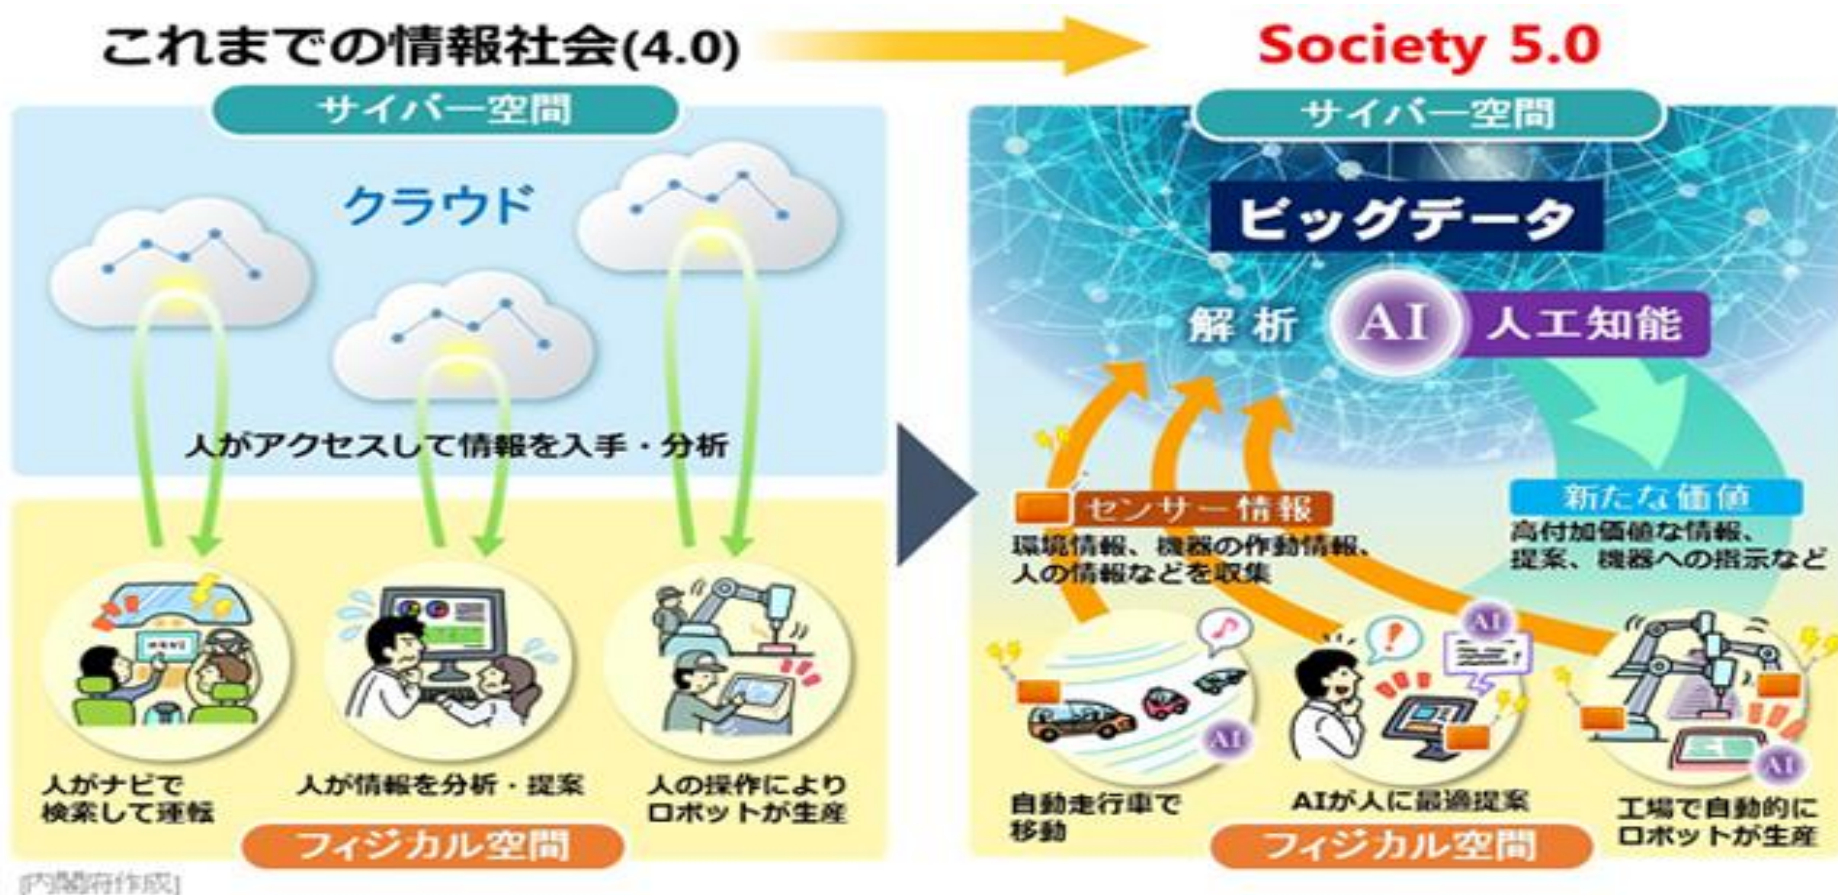 これまでの情報社会(4.0)
サイバー空間
クラウド
人がアクセスして情報を入手・分析
人がナビで
検索して運転
人が情報を分析・提案
人の操作により
ロボットが生産
フィジカル空間
[内閣府作成]
Society 5.0
サイバー空間
ビッグデータ
解析
AI
人工知能
センサー情報
環境情報、機器の作動情報、
人の情報などを収集
新たな価値
高付加価値な情報、
提案、機器への指示など
AI
AI
AI
自動走行車で
移動
AIが人に最適提案
工場で自動的に
ロボットが生産
フィジカル空間